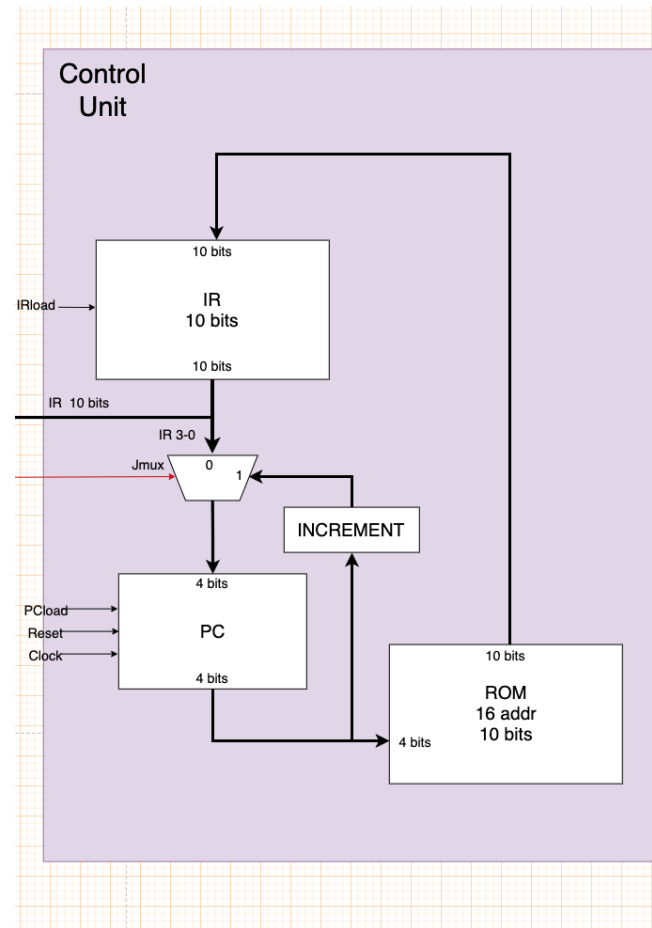 Control
Unit
10 bits
IR
10 bits
IRload
10 bits
IR 10 bits
IR 3-0
Jmux
0
1
INCREMENT
4 bits
PCload
PC
Reset
Clock
4 bits
10 bits
ROM
16 addr
10 bits
4 bits